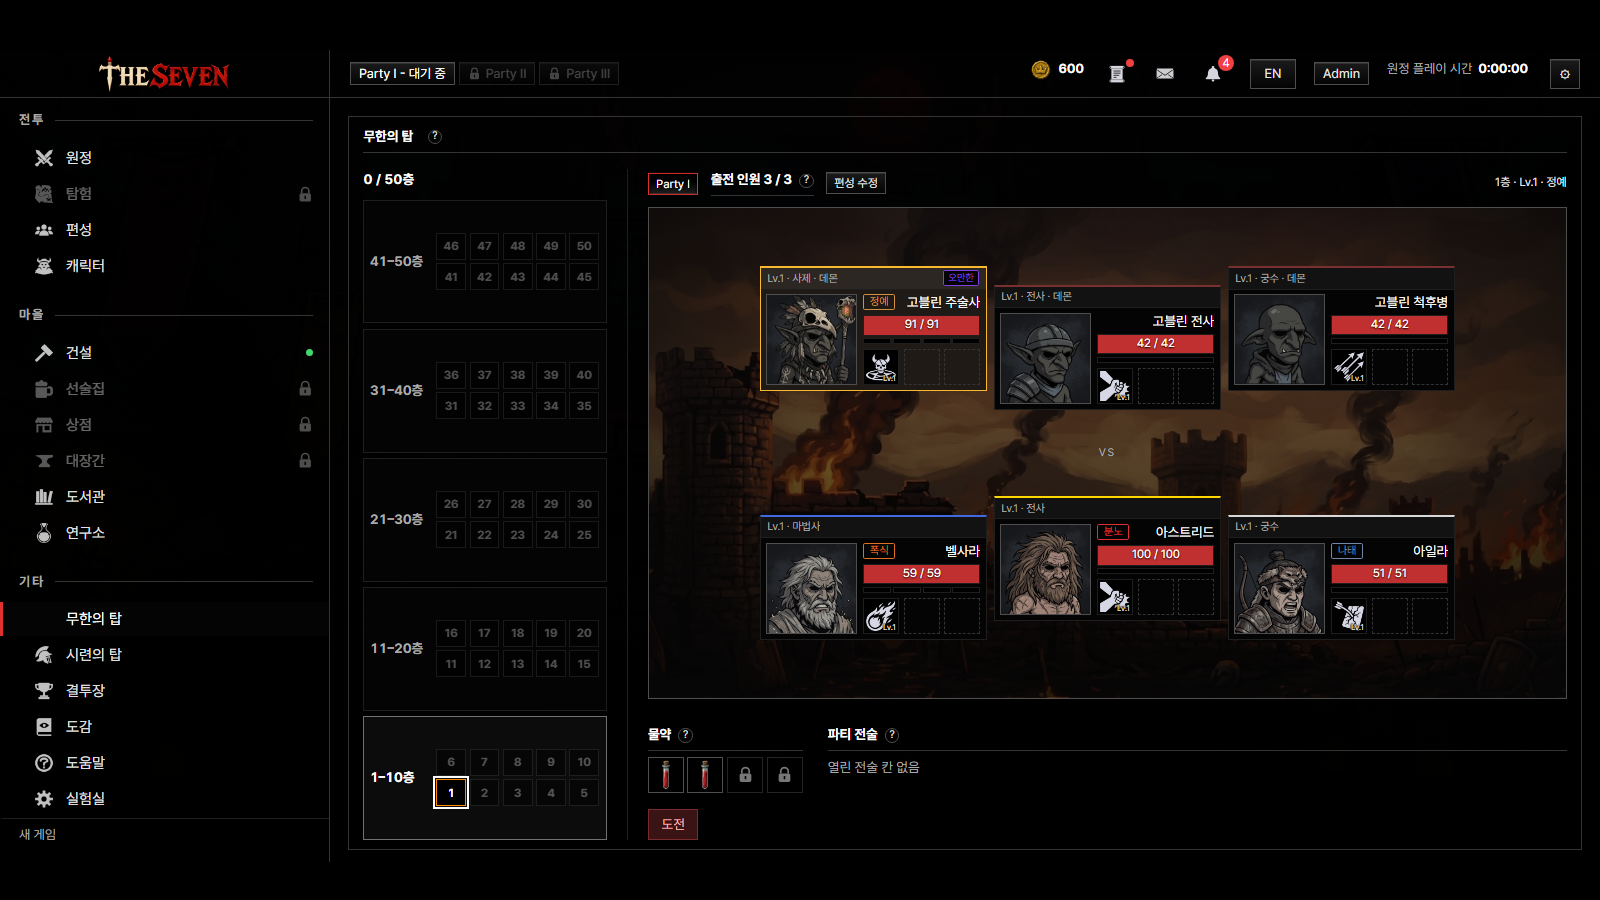 THE SEVEN
Party I - 대기 중
Party II
Party III
600
4
EN
Admin
원정 플레이 시간 0:00:00
전투
원정
탐험
편성
캐릭터
마을
건설
선술집
상점
대장간
도서관
연구소
기타
무한의 탑
시련의 탑
결투장
도감
도움말
실험실
새 게임
무한의 탑 ?
0 / 50층
41-50층
46 47 48 49 50
41 42 43 44 45
31-40층
36 37 38 39 40
31 32 33 34 35
21-30층
26 27 28 29 30
21 22 23 24 25
11-20층
16 17 18 19 20
11 12 13 14 15
1-10층
6 7 8 9 10
1 2 3 4 5
Party I
출전 인원 3 / 3 ?
편성 수정
1층 · Lv.1 · 정예
Lv.1 · 사제 · 데몬
오만한
정예
고블린 주술사
91 / 91
Lv.1
Lv.1 · 전사 · 데몬
고블린 전사
42 / 42
Lv.1
Lv.1 · 궁수 · 데몬
고블린 척후병
42 / 42
Lv.1
VS
Lv.1 · 마법사
폭식
벨사라
59 / 59
Lv.1
Lv.1 · 전사
분노
아스트리드
100 / 100
Lv.1
Lv.1 · 궁수
나태
아일라
51 / 51
Lv.1
물약 ?
파티 전술 ?
열린 전술 칸 없음
도전